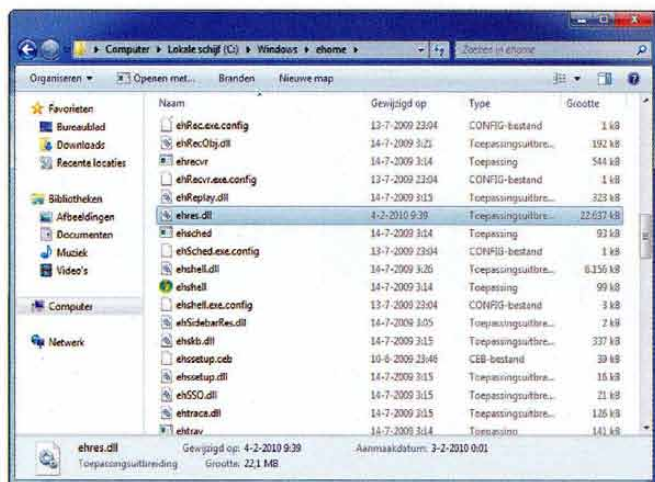 Computer ▸ Lokale schijf (C:) ▸ Windows ▸ ehome ▸
Zoeken in ehome
Organiseren Openen met... Branden Nieuwe map
Favorieten
Bureaublad
Downloads
Recente locaties
Bibliotheken
Afbeeldingen
Documenten
Muziek
Video's
Computer
Netwerk
Naam Gewijzigd op Type Grootte
ehRec.exe.config 13-7-2009 23:04 CONFIG-bestand 1 kB
ehRecObj.dll 14-7-2009 3:21 Toepassingsuitbre... 192 kB
ehrecvr 14-7-2009 3:14 Toepassing 544 kB
ehRecvr.exe.config 13-7-2009 23:04 CONFIG-bestand 1 kB
ehReplay.dll 14-7-2009 3:15 Toepassingsuitbre... 323 kB
ehres.dll 4-2-2010 9:39 Toepassingsuitbre... 22.637 kB
ehsched 14-7-2009 3:14 Toepassing 93 kB
ehSched.exe.config 13-7-2009 23:04 CONFIG-bestand 1 kB
ehshell.dll 14-7-2009 3:26 Toepassingsuitbre... 6.156 kB
ehshell 14-7-2009 3:14 Toepassing 99 kB
ehshell.exe.config 13-7-2009 23:04 CONFIG-bestand 3 kB
ehSidebarRes.dll 14-7-2009 3:05 Toepassingsuitbre... 2 kB
ehskb.dll 14-7-2009 3:15 Toepassingsuitbre... 337 kB
ehssetup.ceb 10-6-2009 23:46 CEB-bestand 39 kB
ehssetup.dll 14-7-2009 3:15 Toepassingsuitbre... 16 kB
ehSSO.dll 14-7-2009 3:15 Toepassingsuitbre... 21 kB
ehtrace.dll 14-7-2009 3:15 Toepassingsuitbre... 126 kB
ehtray 14-7-2009 3:14 Toepassing 141 kB
ehres.dll Gewijzigd op: 4-2-2010 9:39 Aanmaakdatum: 3-2-2010 0:01
Toepassingsuitbreiding Grootte: 22,1 MB